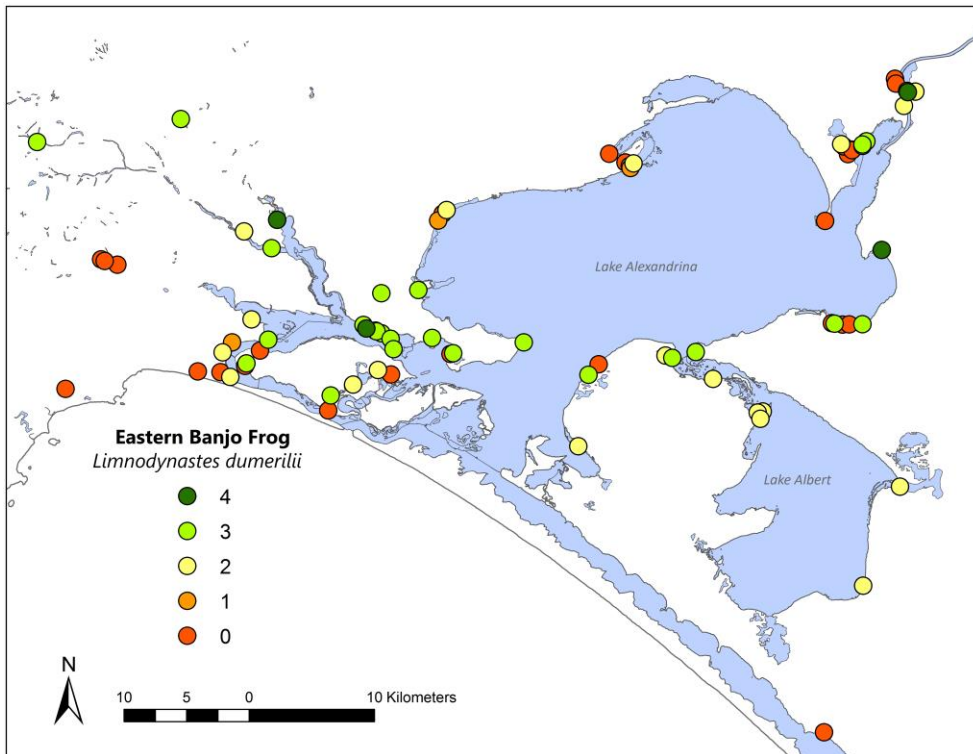 Lake Alexandrina
Eastern Banjo Frog
Limnodynastes dumerilii
4
3
2
1
0
Lake Albert
N
10 5 0 10 Kilometers